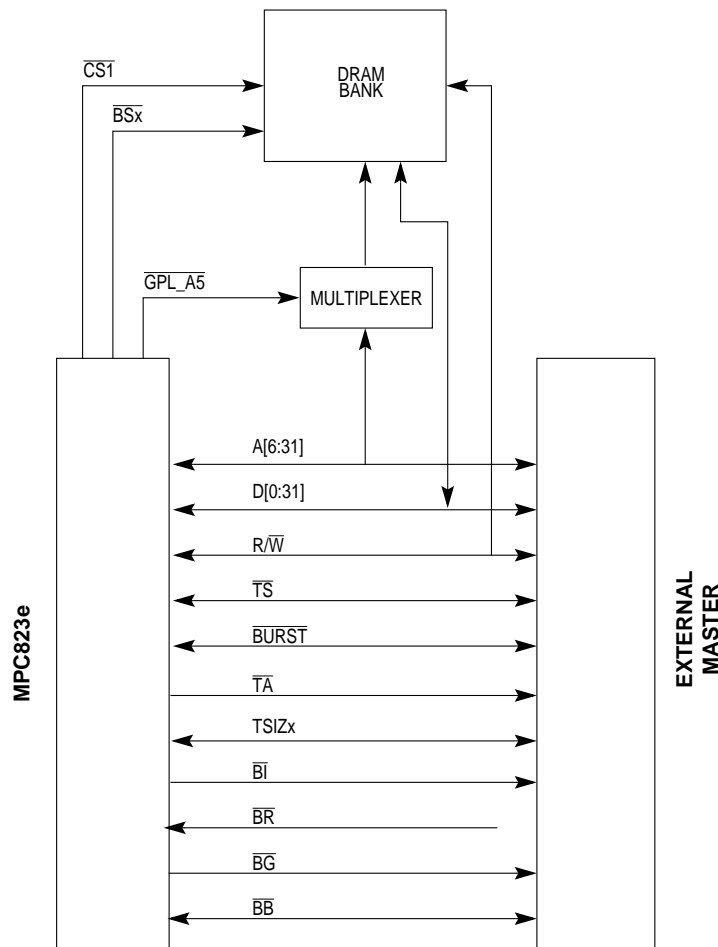 CS1
DRAM
BANK
BSx
GPL_A5
MULTIPLEXER
A[6:31]
D[0:31]
R/W
TS
BURST
TA
TSIZx
BI
BR
BG
BB
MPC823e
EXTERNAL
MASTER